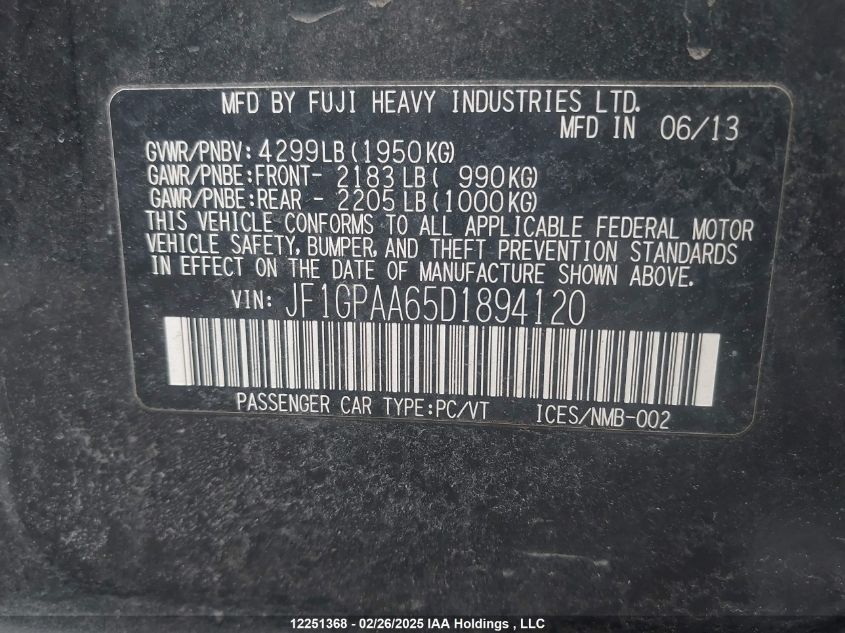 MFD BY FUJI HEAVY INDUSTRIES LTD.
MFD IN 06/13
GVWR/PNBV: 4299LB (1950KG)
GAWR/PNBE:FRONT- 2183 LB ( 990KG)
GAWR/PNBE:REAR - 2205 LB (1000KG)
THIS VEHICLE CONFORMS TO ALL APPLICABLE FEDERAL MOTOR
VEHICLE SAFETY, BUMPER, AND THEFT PREVENTION STANDARDS
IN EFFECT ON THE DATE OF MANUFACTURE SHOWN ABOVE.
VIN: JF1GPAA65D1894120
PASSENGER CAR TYPE:PC/VT ICES/NMB-002
12251368 - 02/26/2025 IAA Holdings , LLC